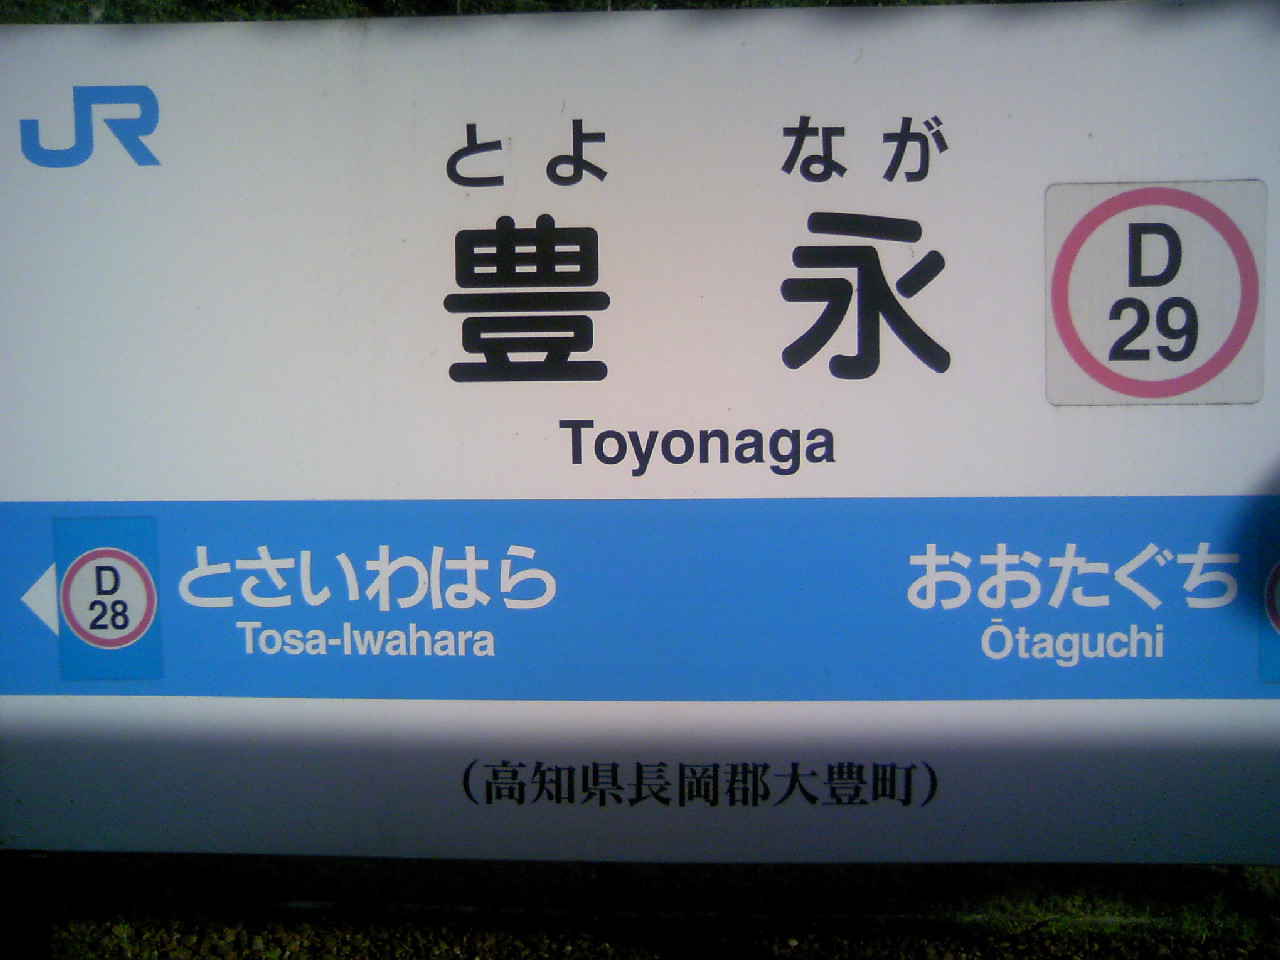 JR
とよ なが
豊 永
D
29
Toyonaga
D
28
とさいわはら
Tosa-Iwahara
おおたぐち
Ōtaguchi
（高知県長岡郡大豊町）